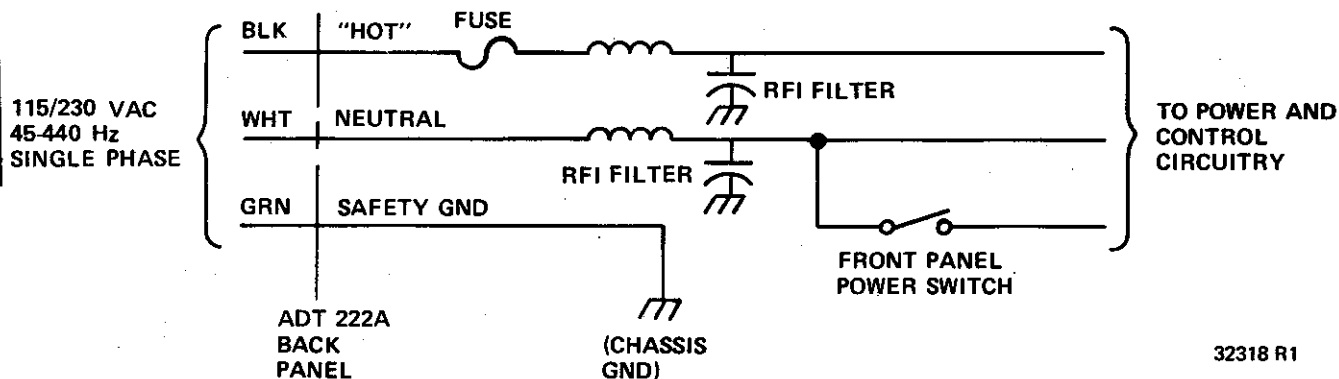 BLK "HOT" FUSE
115/230 VAC
45-440 Hz
SINGLE PHASE
WHT NEUTRAL
RFI FILTER
RFI FILTER
TO POWER AND
CONTROL
CIRCUITRY
GRN SAFETY GND
FRONT PANEL
POWER SWITCH
ADT 222A
BACK
PANEL
(CHASSIS
GND)
32318 R1